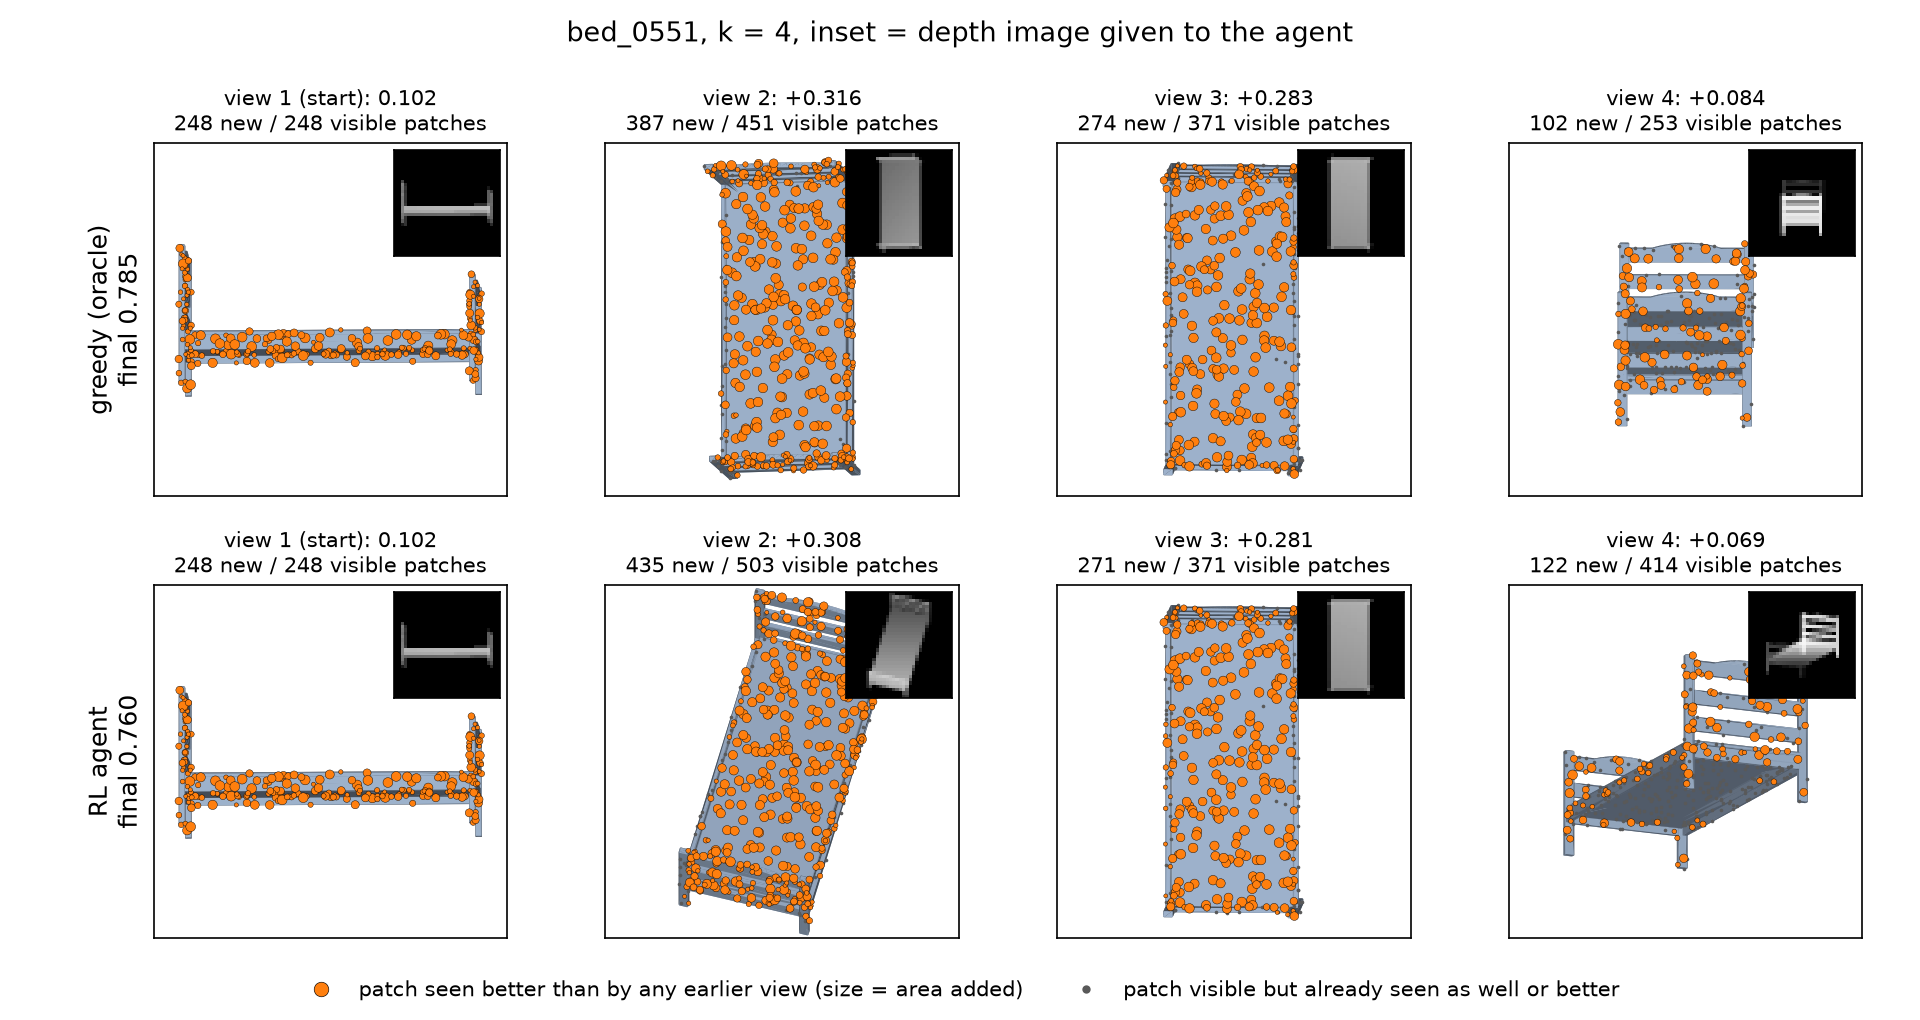 bed_0551, k = 4, inset = depth image given to the agent
greedy (oracle)
final 0.785
view 1 (start): 0.102
248 new / 248 visible patches
view 2: +0.316
387 new / 451 visible patches
view 3: +0.283
274 new / 371 visible patches
view 4: +0.084
102 new / 253 visible patches
RL agent
final 0.760
view 1 (start): 0.102
248 new / 248 visible patches
view 2: +0.308
435 new / 503 visible patches
view 3: +0.281
271 new / 371 visible patches
view 4: +0.069
122 new / 414 visible patches
patch seen better than by any earlier view (size = area added)
patch visible but already seen as well or better